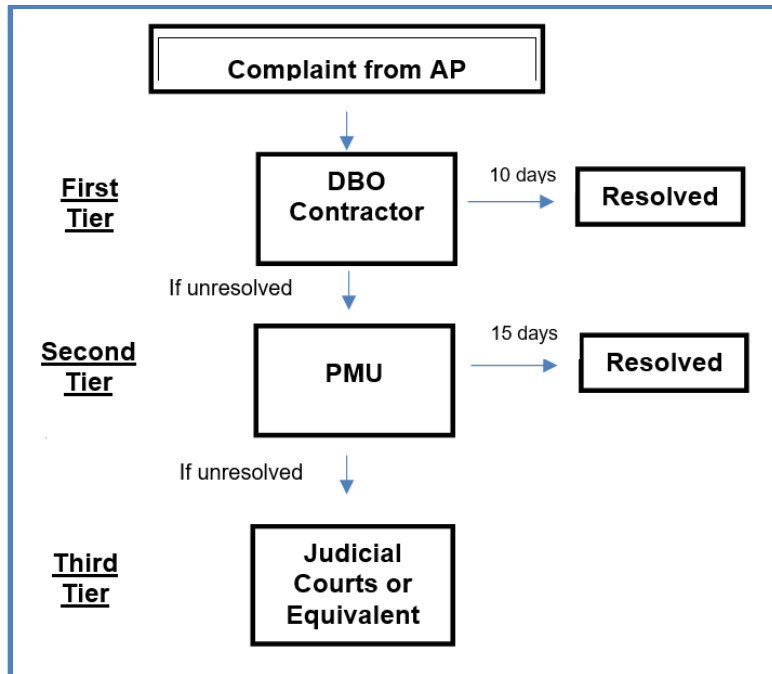 Complaint from AP
First
Tier
DBO
Contractor
10 days
Resolved
If unresolved
Second
Tier
PMU
15 days
Resolved
If unresolved
Third
Tier
Judicial
Courts or
Equivalent